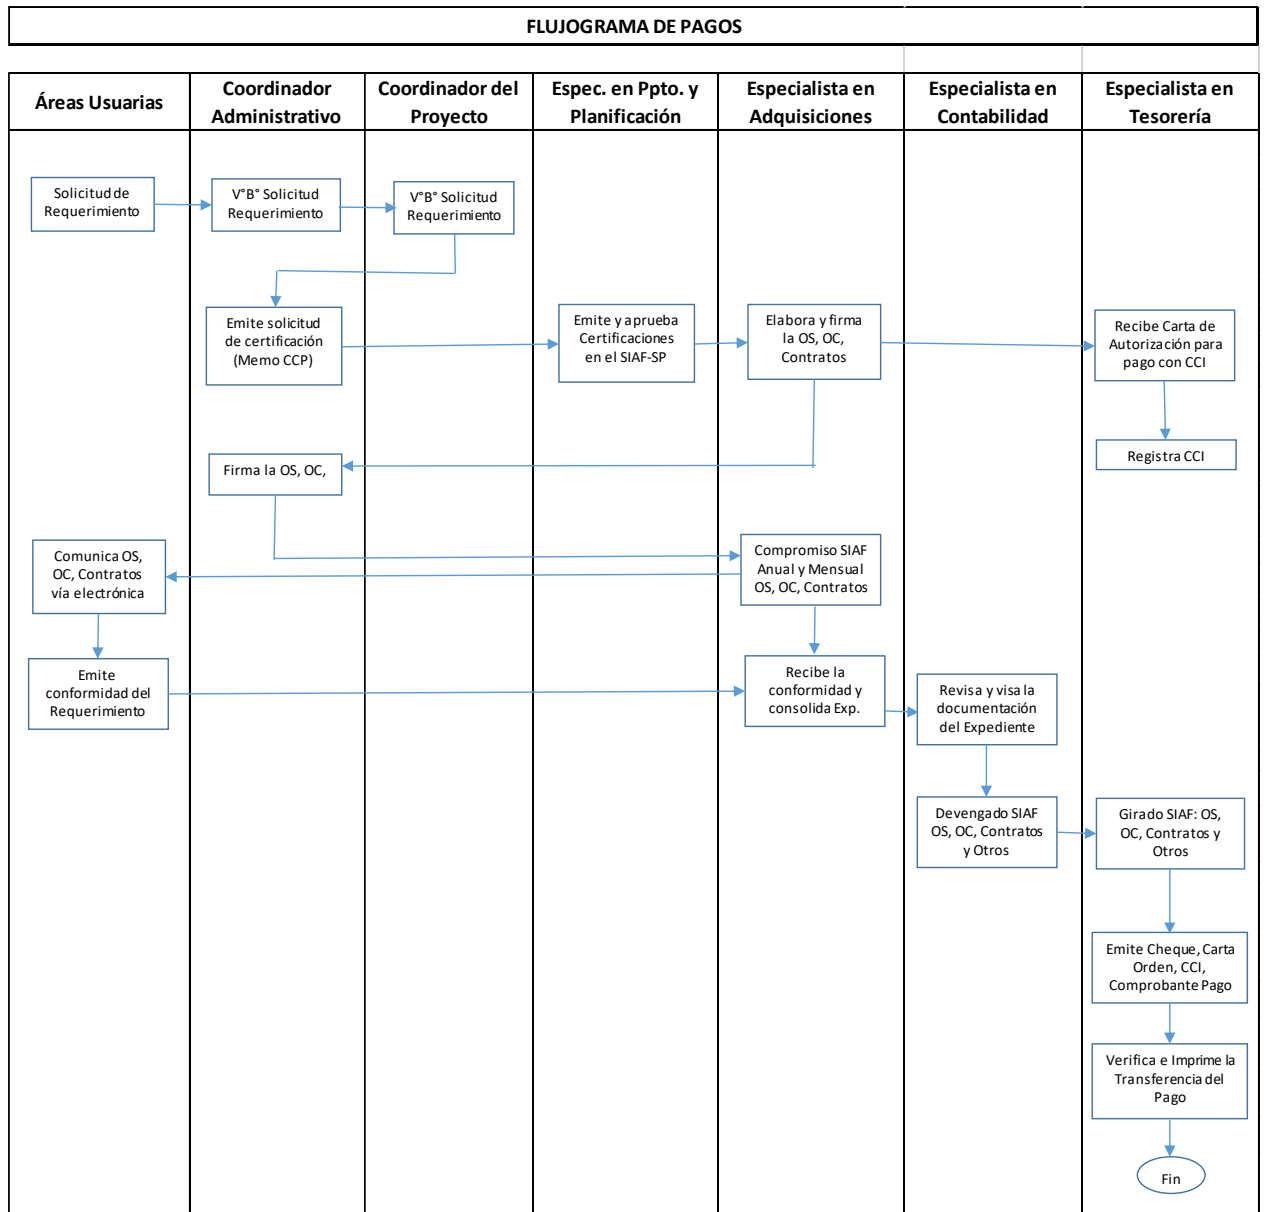 FLUJOGRAMA DE PAGOS
Áreas Usuarias
Coordinador
Administrativo
Coordinador del
Proyecto
Espec. en Ppto. y
Planificación
Especialista en
Adquisiciones
Especialista en
Contabilidad
Especialista en
Tesorería
Solicitud de
Requerimiento
V°B° Solicitud
Requerimiento
V°B° Solicitud
Requerimiento
Emite solicitud
de certificación
(Memo CCP)
Emite y aprueba
Certificaciones
en el SIAF-SP
Elabora y firma
la OS, OC,
Contratos
Recibe Carta de
Autorización para
pago con CCI
Firma la OS, OC,
Registra CCI
Comunica OS,
OC, Contratos
vía electrónica
Compromiso SIAF
Anual y Mensual
OS, OC, Contratos
Emite
conformidad del
Requerimiento
Recibe la
conformidad y
consolida Exp.
Revisa y visa la
documentación
del Expediente
Devengado SIAF
OS, OC, Contratos
y Otros
Girado SIAF: OS,
OC, Contratos y
Otros
Emite Cheque, Carta
Orden, CCI,
Comprobante Pago
Verifica e Imprime la
Transferencia del
Pago
Fin